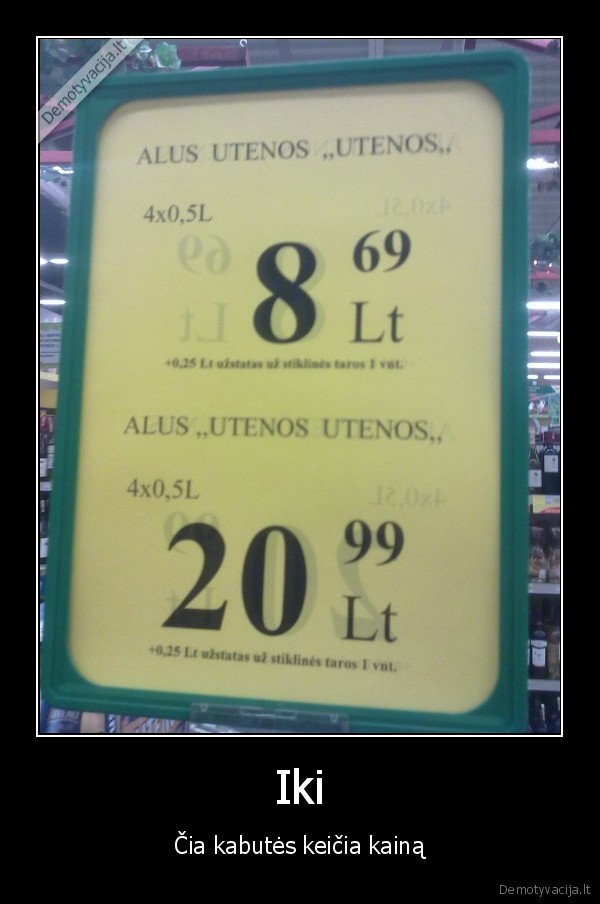 Demotyvacija.lt
ALUS UTENOS ,,UTENOS,,
4x0,5L
8 69
Lt
+0,25 Lt užstatas už stiklinės taros 1 vnt.
ALUS ,,UTENOS UTENOS,,
4x0,5L
20 99
Lt
+0,25 Lt užstatas už stiklinės taros 1 vnt.
Iki
Čia kabutės keičia kainą
Demotyvacija.lt